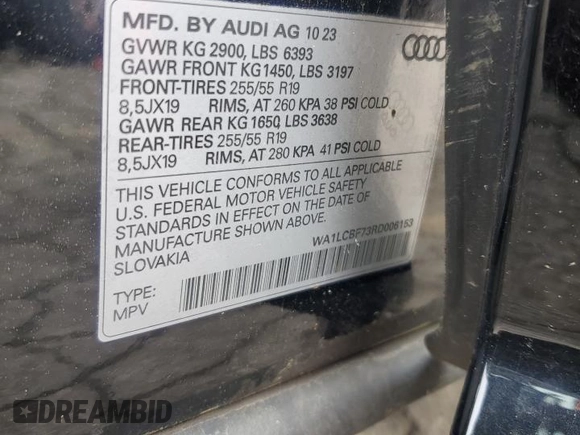 MFD. BY AUDI AG 10 23
GVWR KG 2900, LBS 6393
GAWR FRONT KG 1450, LBS 3197
FRONT-TIRES 255/55 R19
8,5JX19 RIMS, AT 260 KPA 38 PSI COLD
GAWR REAR KG 1650, LBS 3638
REAR-TIRES 255/55 R19
8,5JX19 RIMS, AT 280 KPA 41 PSI COLD
THIS VEHICLE CONFORMS TO ALL APPLICABLE
U.S. FEDERAL MOTOR VEHICLE SAFETY
STANDARDS IN EFFECT ON THE DATE OF
MANUFACTURE SHOWN ABOVE.
SLOVAKIA
WA1LCBF73RD006153
TYPE:
MPV
DREAMBID